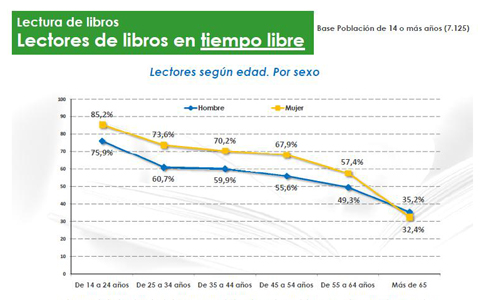 Lectura de libros
Lectores de libros en tiempo libre
Base Población de 14 o más años (7.125)
Lectores según edad. Por sexo
Hombre Mujer
100
90
80
70
60
50
40
30
20
10
0
85,2% 73,6% 70,2% 67,9% 57,4% 35,2%
75,9% 60,7% 59,9% 55,6% 49,3% 32,4%
De 14 a 24 años De 25 a 34 años De 35 a 44 años De 45 a 54 años De 55 a 64 años Más de 65